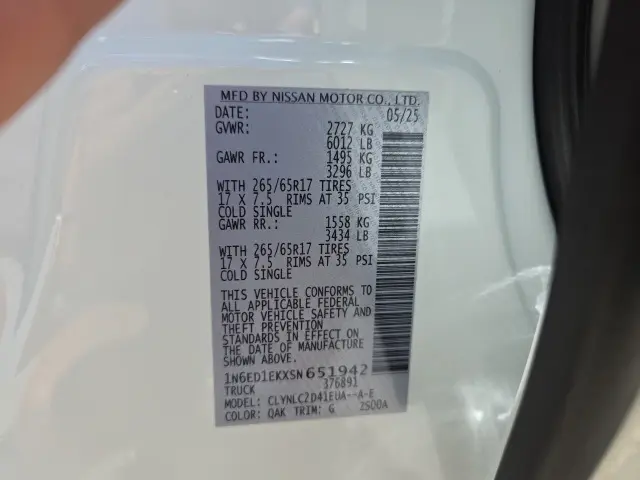 MFD BY NISSAN MOTOR CO., LTD.
DATE: 05/25
GVWR: 2727 KG
6012 LB
GAWR FR.: 1495 KG
3296 LB
WITH 265/65R17 TIRES
17 X 7.5 RIMS AT 35 PSI
COLD SINGLE
GAWR RR.: 1558 KG
3434 LB
WITH 265/65R17 TIRES
17 X 7.5 RIMS AT 35 PSI
COLD SINGLE
THIS VEHICLE CONFORMS TO
ALL APPLICABLE FEDERAL
MOTOR VEHICLE SAFETY AND
THEFT PREVENTION
STANDARDS IN EFFECT ON
THE DATE OF MANUFACTURE
SHOWN ABOVE.
1N6ED1EKXSN651942
TRUCK 376891
MODEL: CLYNLC2D41EUA--A-E
COLOR: QAK TRIM: G 2500A